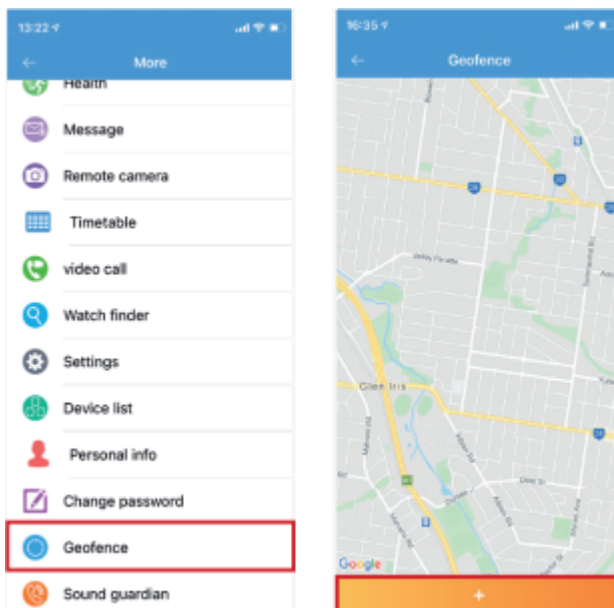 13:22
More
Health
Message
Remote camera
Timetable
video call
Watch finder
Settings
Device list
Personal info
Change password
Geofence
Sound guardian
16:35
Geofence
Glen Iris
Google
+